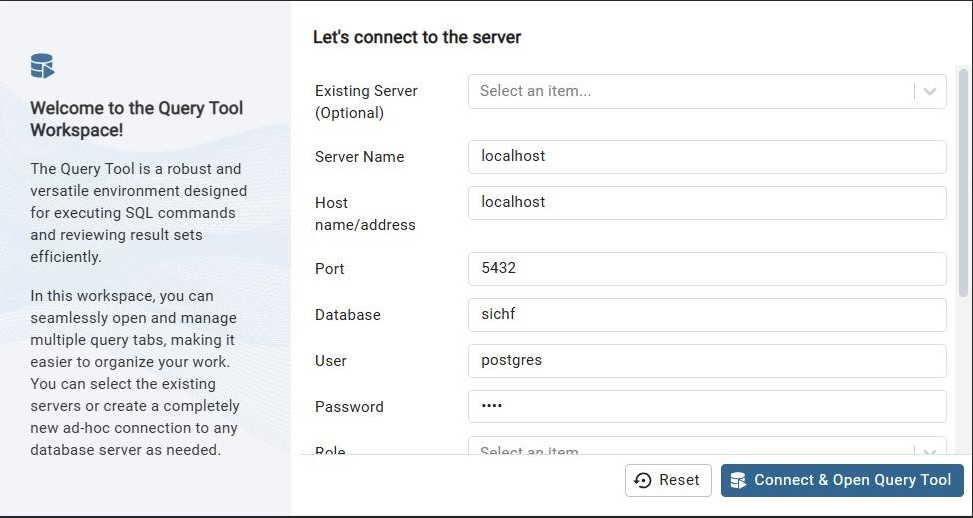 Welcome to the Query Tool
Workspace!
The Query Tool is a robust and
versatile environment designed
for executing SQL commands
and reviewing result sets
efficiently.
In this workspace, you can
seamlessly open and manage
multiple query tabs, making it
easier to organize your work.
You can select the existing
servers or create a completely
new ad-hoc connection to any
database server as needed.
Let's connect to the server
Existing Server
(Optional)
Select an item...
Server Name
localhost
Host
name/address
localhost
Port
5432
Database
sichf
User
postgres
Password
••••
Role
Select an item
Reset
Connect & Open Query Tool